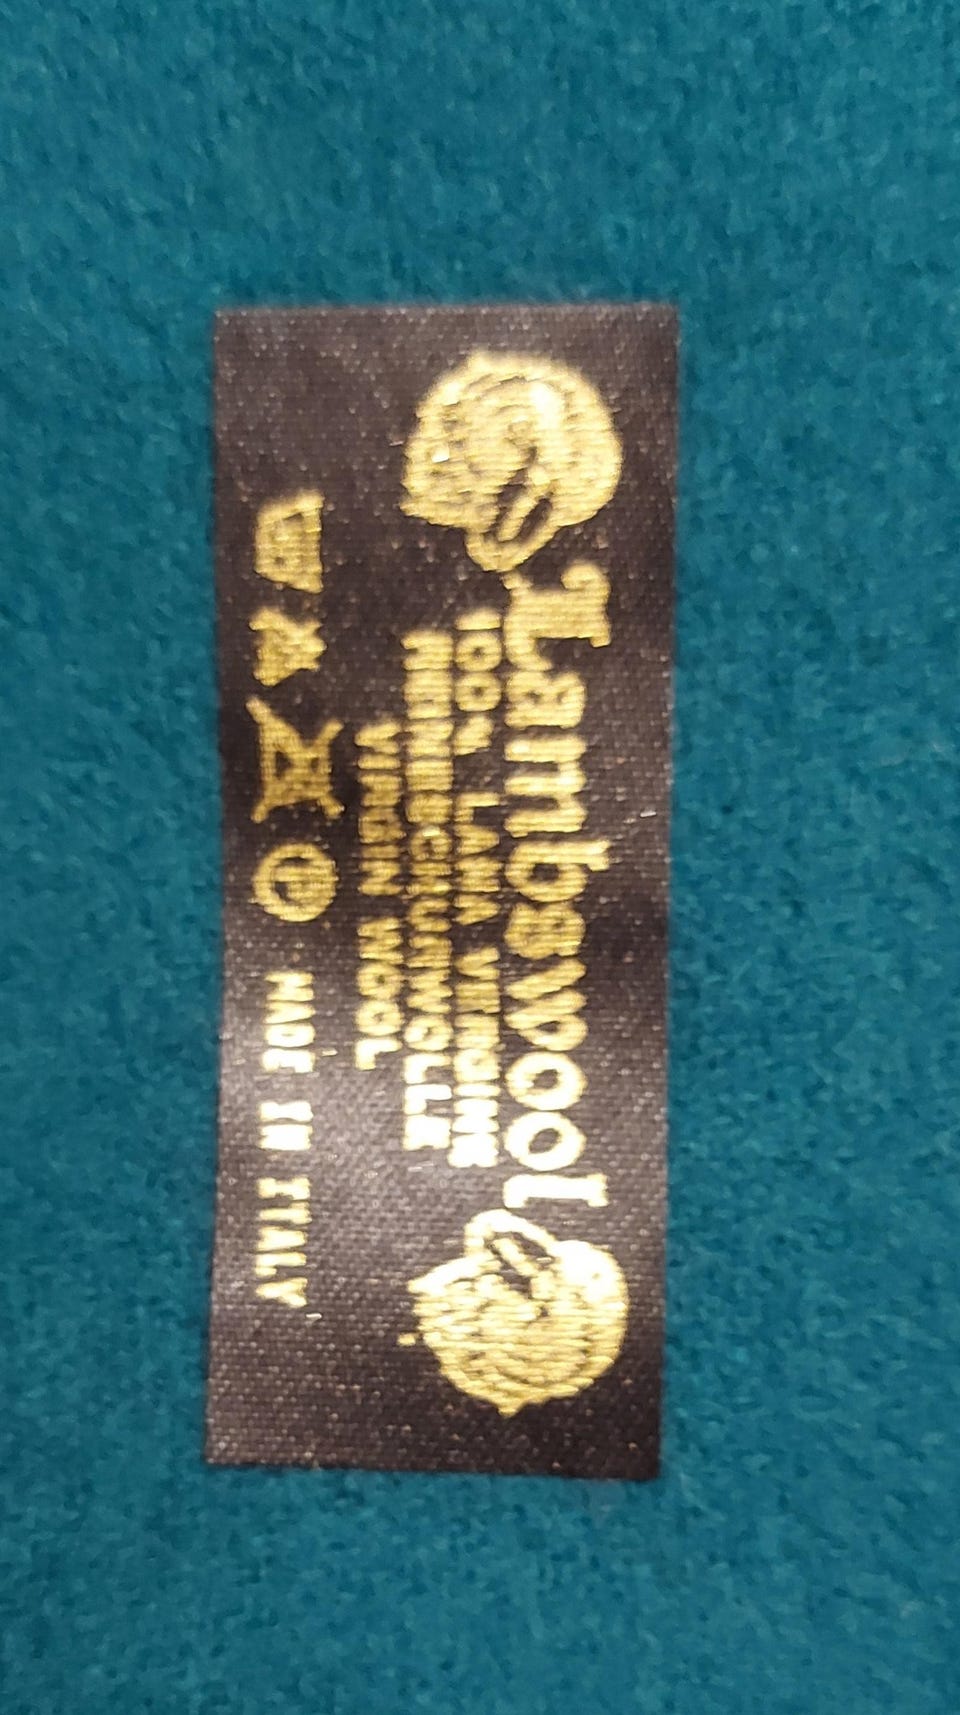 Lambswool
100% LANA VERGINE
REINE SCHURWOLLE
VIRGIN WOOL
MADE IN ITALY